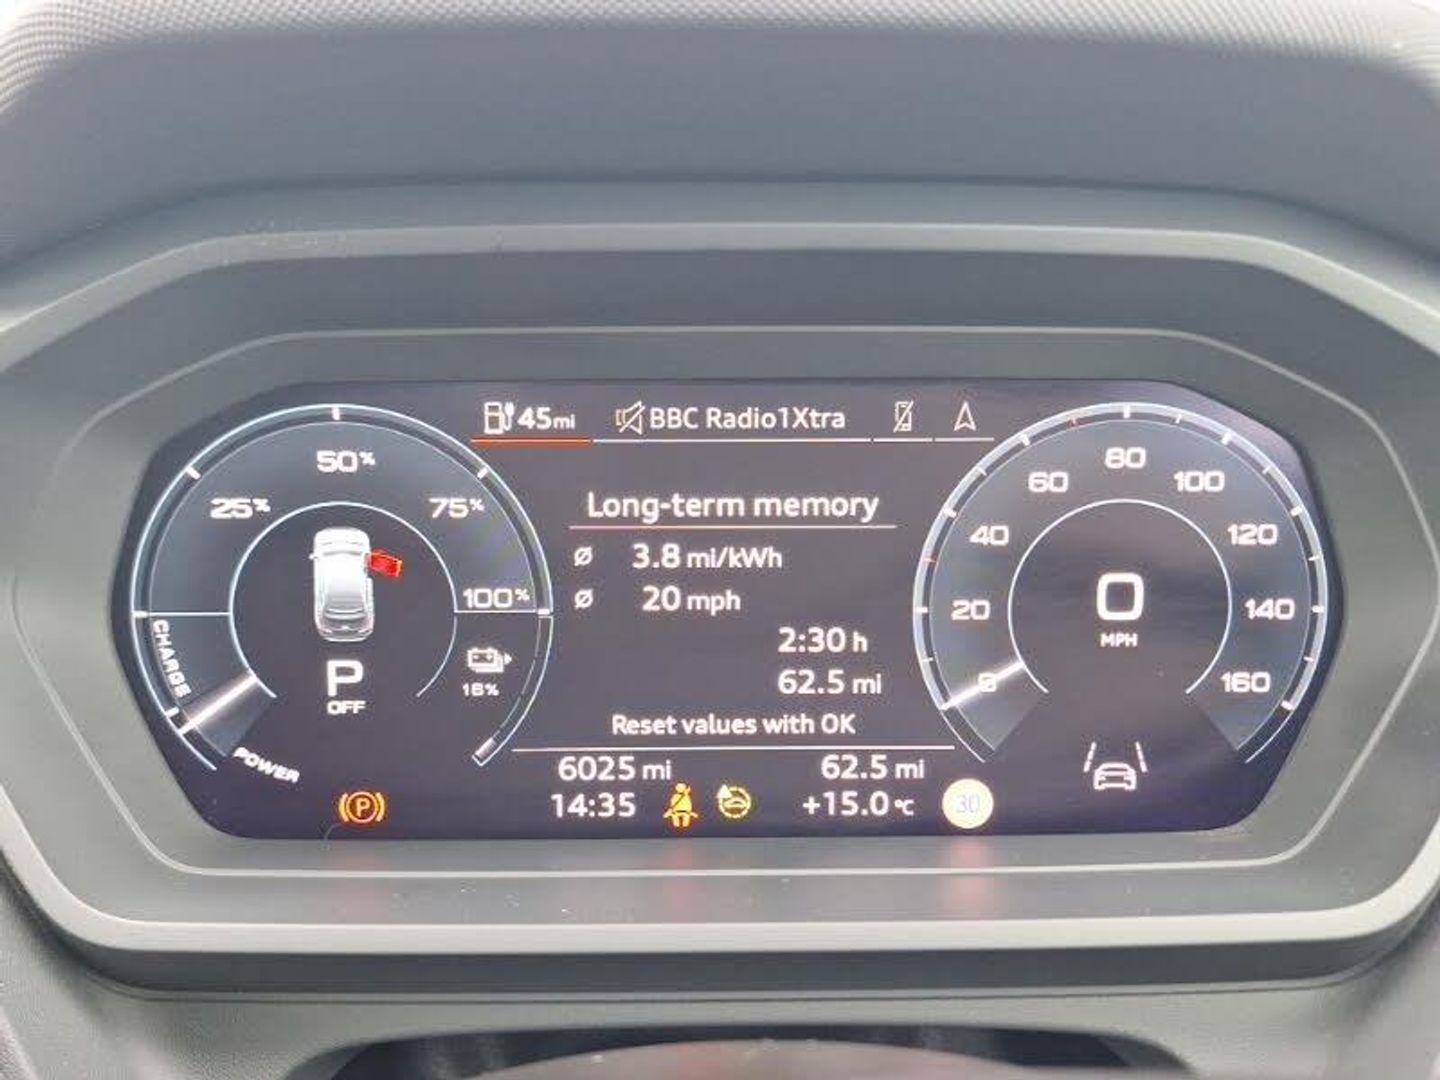 45mi BBC Radio1Xtra
25% 50% 75% 100%
CHARGE
POWER
P
OFF
16%
Long-term memory
ø 3.8 mi/kWh
ø 20 mph
2:30 h
62.5 mi
Reset values with OK
6025 mi 62.5 mi
14:35 +15.0 °C
(P)
30
0 20 40 60 80 100 120 140 160
0
MPH